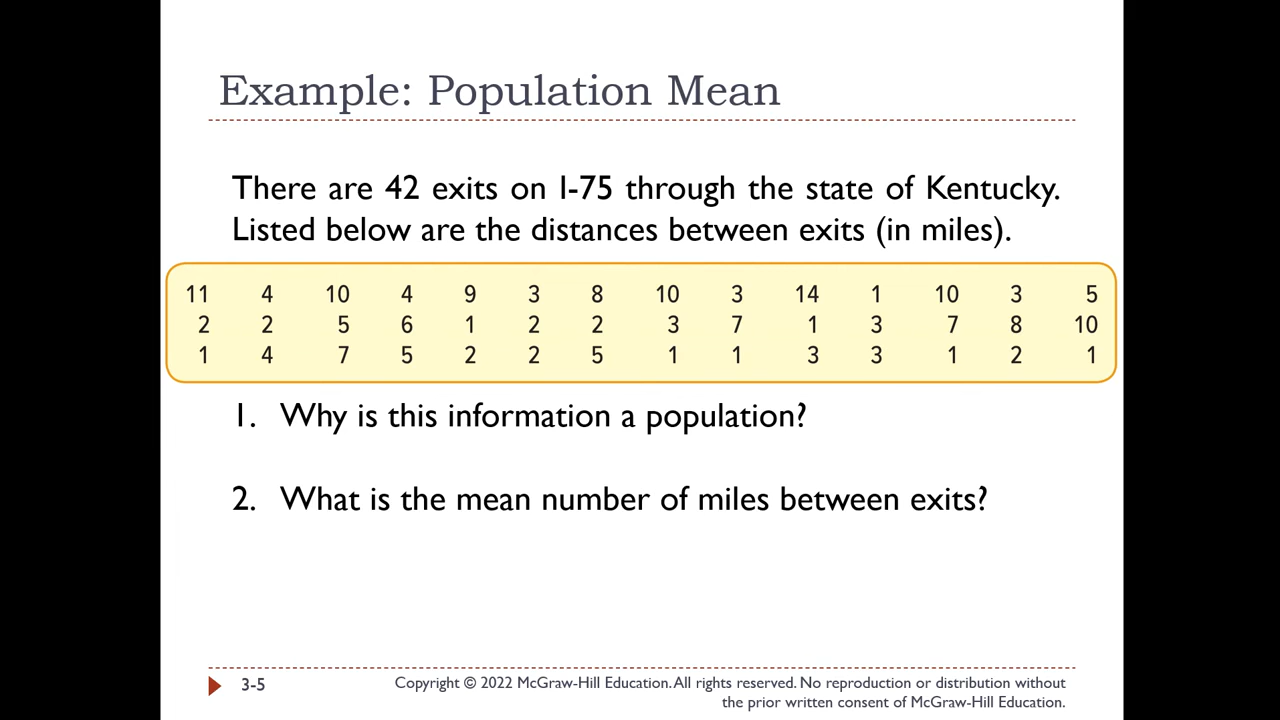 Example: Population Mean
There are 42 exits on I-75 through the state of Kentucky.
Listed below are the distances between exits (in miles).
11 4 10 4 9 3 8 10 3 14 1 10 3 5
2 2 5 6 1 2 2 3 7 1 3 7 8 10
1 4 7 5 2 2 5 1 1 3 3 1 2 1
1. Why is this information a population?
2. What is the mean number of miles between exits?
3-5
Copyright © 2022 McGraw-Hill Education. All rights reserved. No reproduction or distribution without
the prior written consent of McGraw-Hill Education.